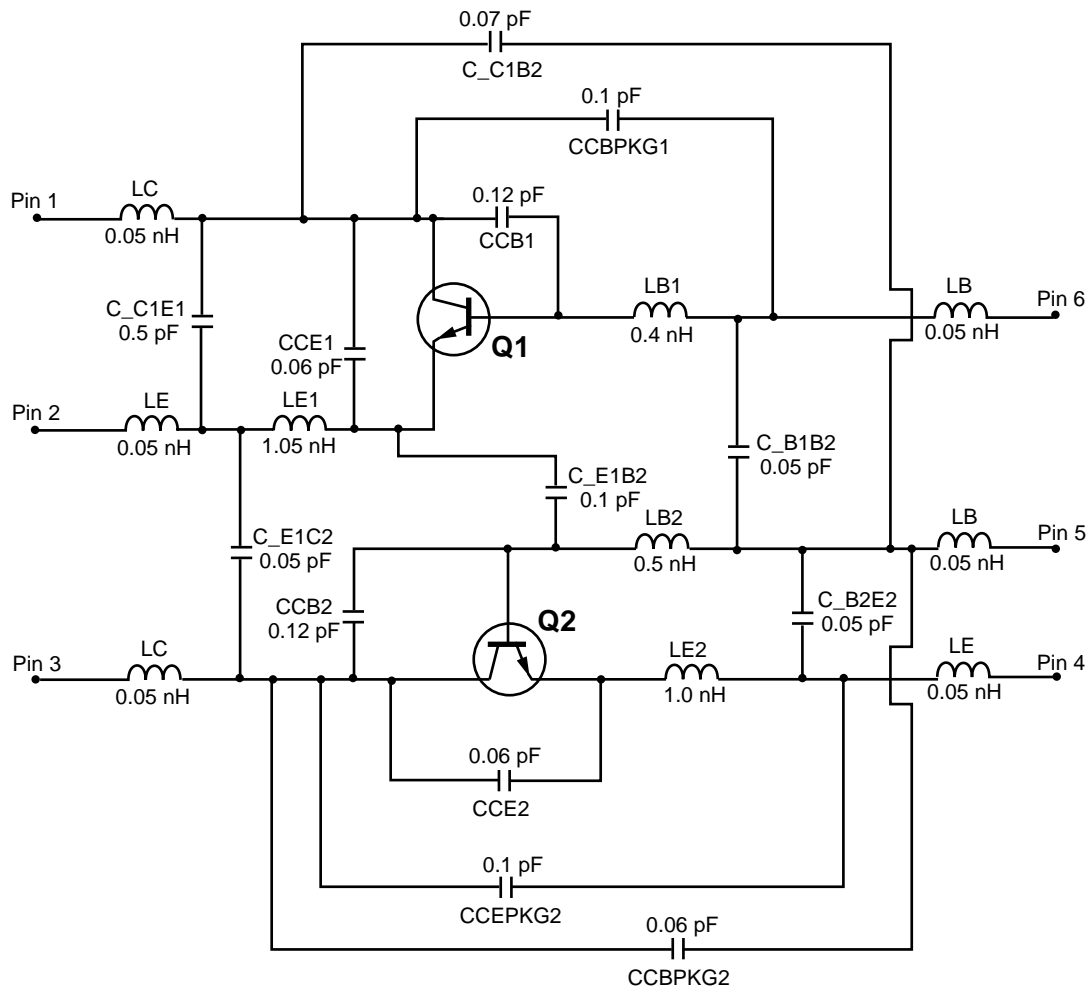 0.07 pF
C_C1B2
0.1 pF
CCBPKG1
Pin 1
LC
0.05 nH
0.12 pF
CCB1
C_C1E1
0.5 pF
CCE1
0.06 pF
Q1
LB1
0.4 nH
LB
0.05 nH
Pin 6
Pin 2
LE
0.05 nH
LE1
1.05 nH
C_B1B2
0.05 pF
C_E1B2
0.1 pF
C_E1C2
0.05 pF
LB2
0.5 nH
LB
0.05 nH
Pin 5
CCB2
0.12 pF
Q2
C_B2E2
0.05 pF
Pin 3
LC
0.05 nH
LE2
1.0 nH
LE
0.05 nH
Pin 4
0.06 pF
CCE2
0.1 pF
CCEPKG2
0.06 pF
CCBPKG2